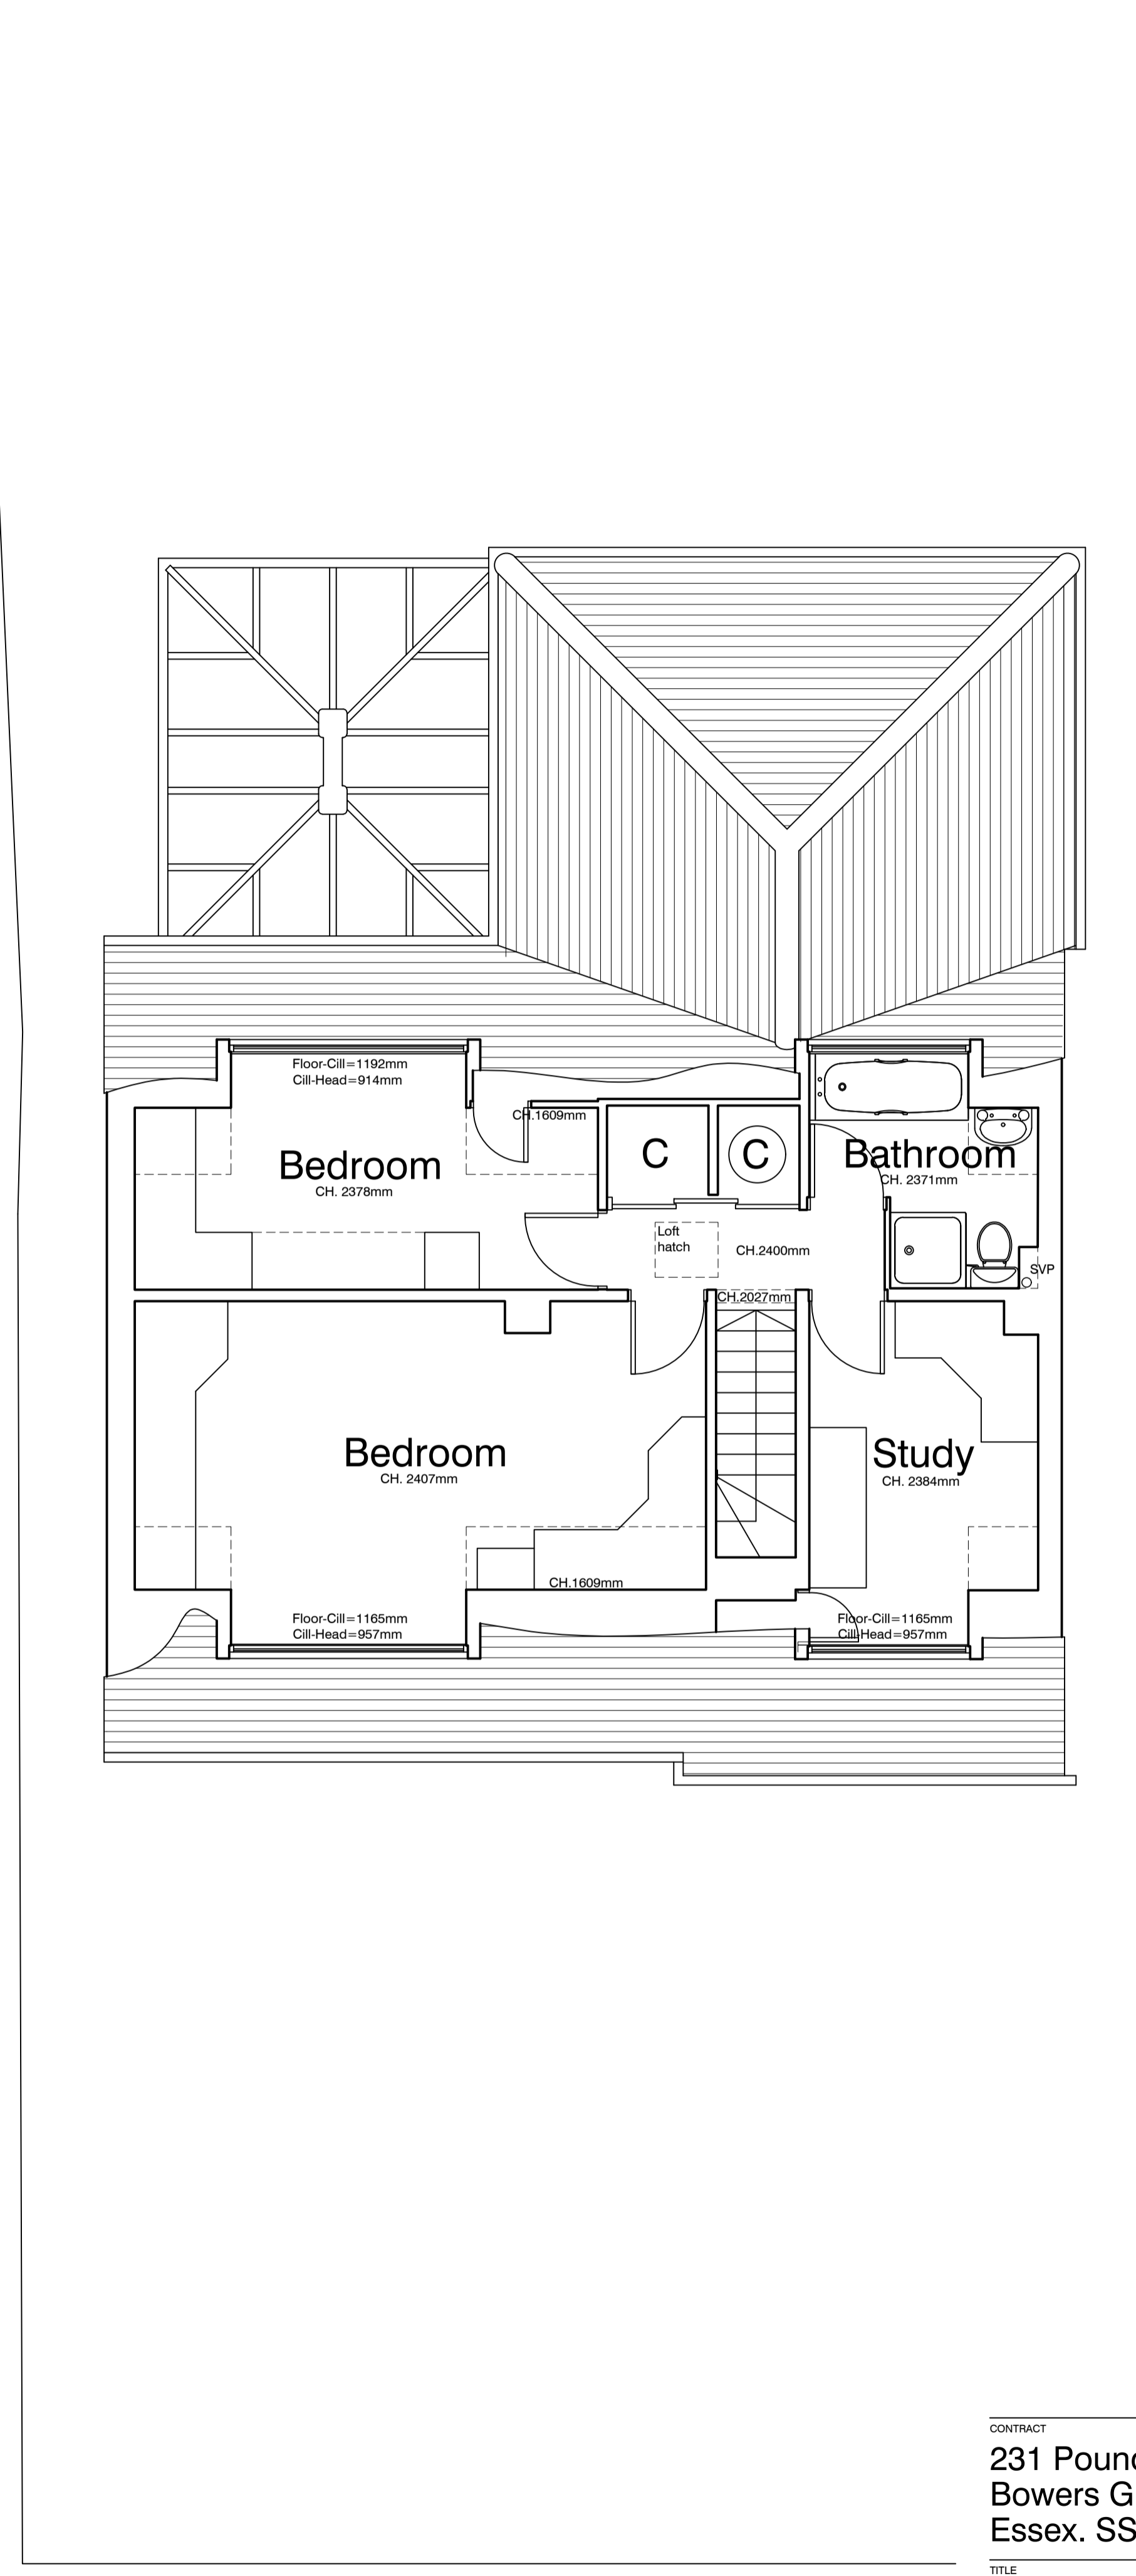 Floor-Cill=1192mm
Cill-Head=914mm
CH.1609mm
Bedroom
CH. 2378mm
C
C
Bathroom
CH. 2371mm
Loft
hatch
CH.2400mm
SVP
CH.2027mm
Bedroom
CH. 2407mm
Study
CH. 2384mm
CH.1609mm
Floor-Cill=1165mm
Cill-Head=957mm
Floor-Cill=1165mm
Cill-Head=957mm
CONTRACT
231 Poun
Bowers G
Essex. SS
TITLE